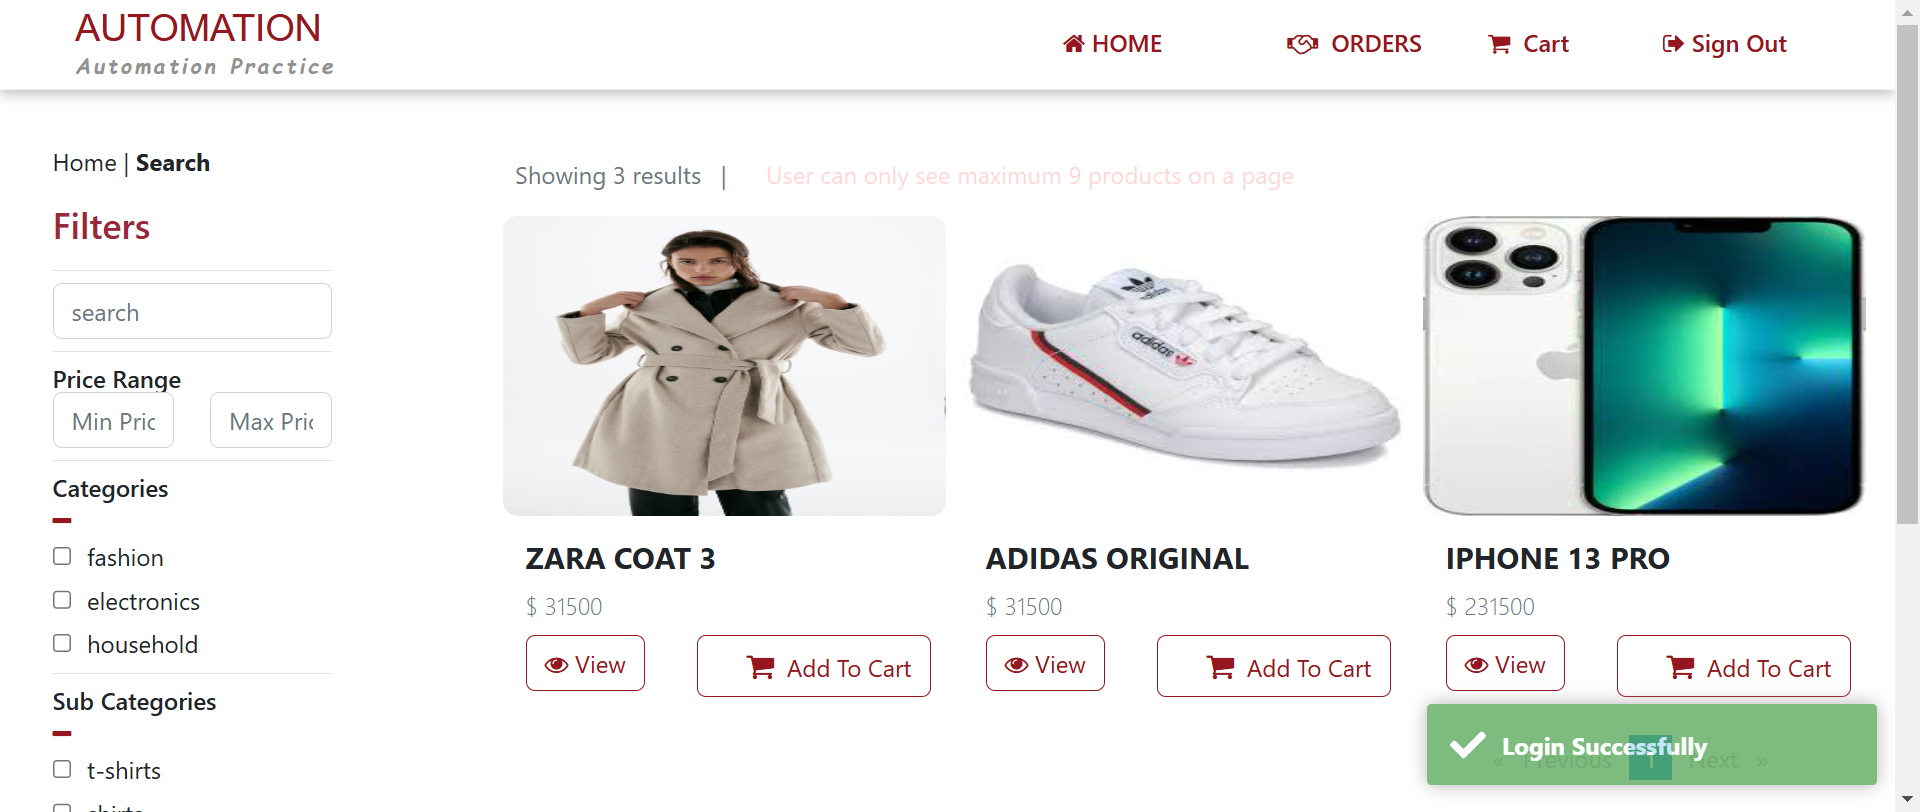 AUTOMATION
Automation Practice
HOME
ORDERS
Cart
Sign Out
Home | Search
Showing 3 results |
User can only see maximum 9 products on a page
Filters
search
Price Range
Min Pric
Max Pric
Categories
fashion
electronics
household
Sub Categories
t-shirts
shirts
adidas
adidas
ZARA COAT 3
$ 31500
View
Add To Cart
ADIDAS ORIGINAL
$ 31500
View
Add To Cart
IPHONE 13 PRO
$ 231500
View
Add To Cart
Login Successfully
« Previous 1 Next »